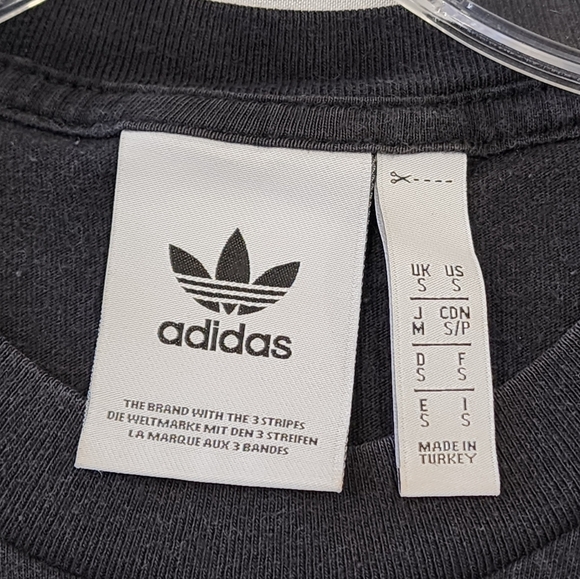 adidas
THE BRAND WITH THE 3 STRIPES
DIE WELTMARKE MIT DEN 3 STREIFEN
LA MARQUE AUX 3 BANDES
UK US
S S
J CDN
M S/P
D F
S S
E I
S S
MADE IN
TURKEY